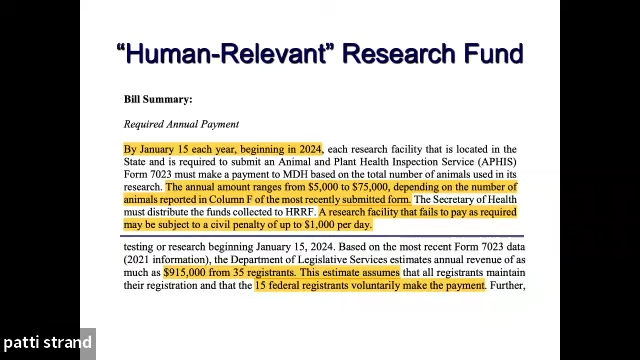 “Human-Relevant” Research Fund
Bill Summary:
Required Annual Payment
By January 15 each year, beginning in 2024, each research facility that is located in the
State and is required to submit an Animal and Plant Health Inspection Service (APHIS)
Form 7023 must make a payment to MDH based on the total number of animals used in its
research. The annual amount ranges from $5,000 to $75,000, depending on the number of
animals reported in Column F of the most recently submitted form. The Secretary of Health
must distribute the funds collected to HRRF. A research facility that fails to pay as required
may be subject to a civil penalty of up to $1,000 per day.
testing or research beginning January 15, 2024. Based on the most recent Form 7023 data
(2021 information), the Department of Legislative Services estimates annual revenue of as
much as $915,000 from 35 registrants. This estimate assumes that all registrants maintain
their registration and that the 15 federal registrants voluntarily make the payment. Further,
patti strand